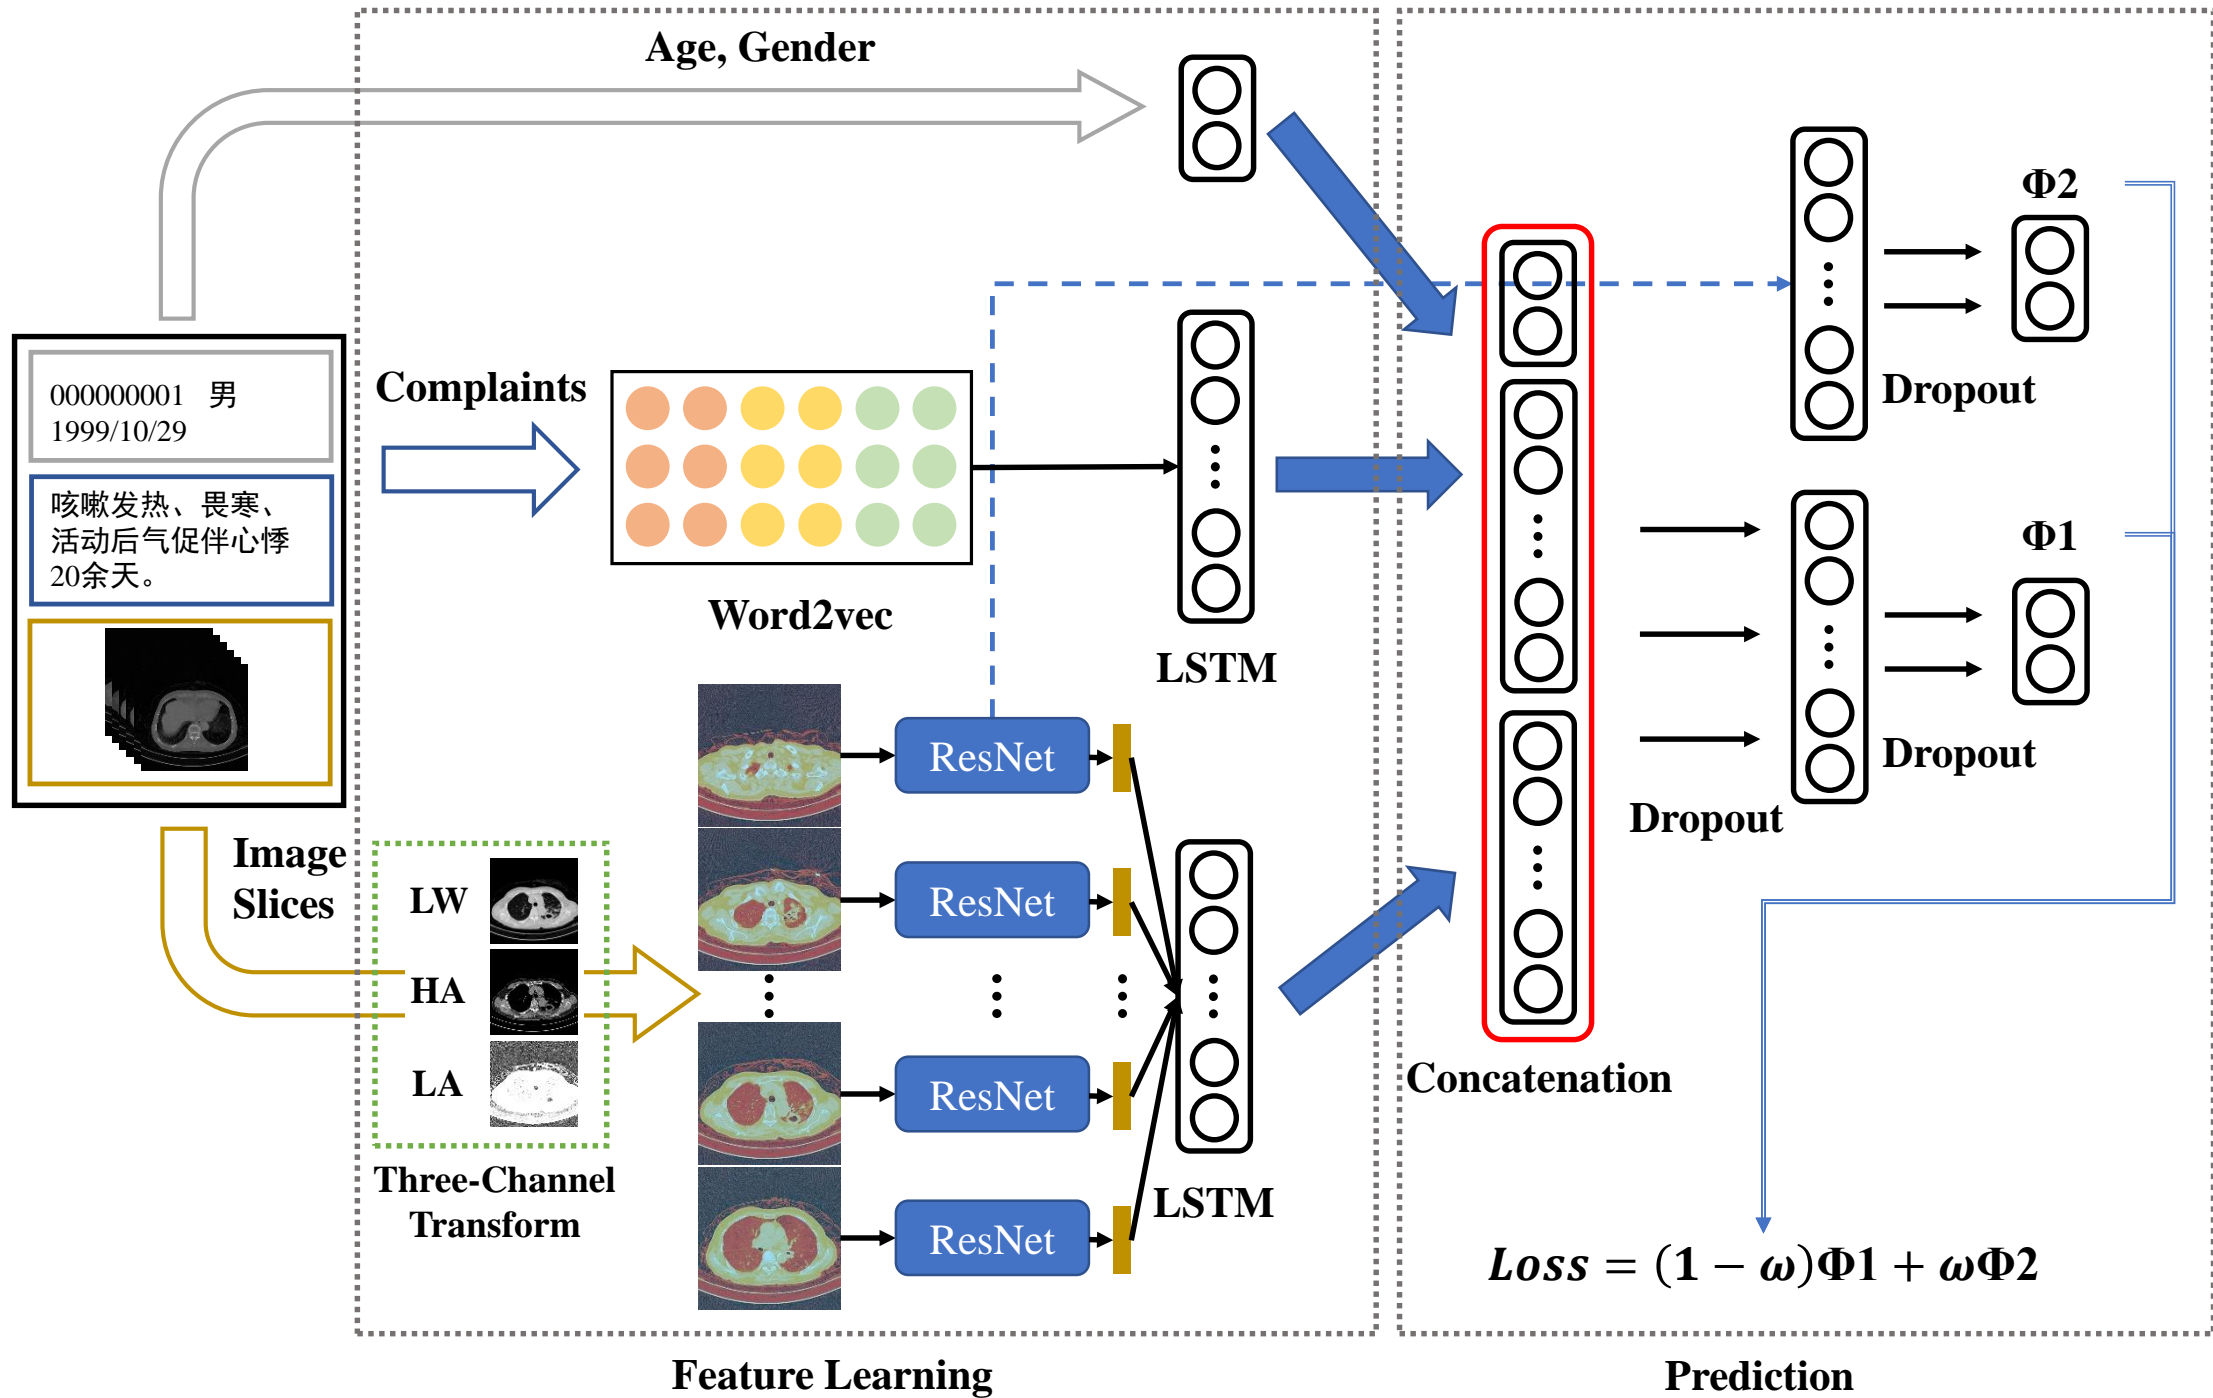 Age, Gender
000000001 男
1999/10/29
咳嗽发热、畏寒、
活动后气促伴心悸
20余天。
Image
Slices
Complaints
Word2vec
LSTM
LW
HA
LA
Three-Channel
Transform
ResNet
ResNet
ResNet
ResNet
LSTM
Feature Learning
Concatenation
Dropout
Φ2
Dropout
Φ1
Dropout
Loss = (1 − ω)Φ1 + ωΦ2
Prediction